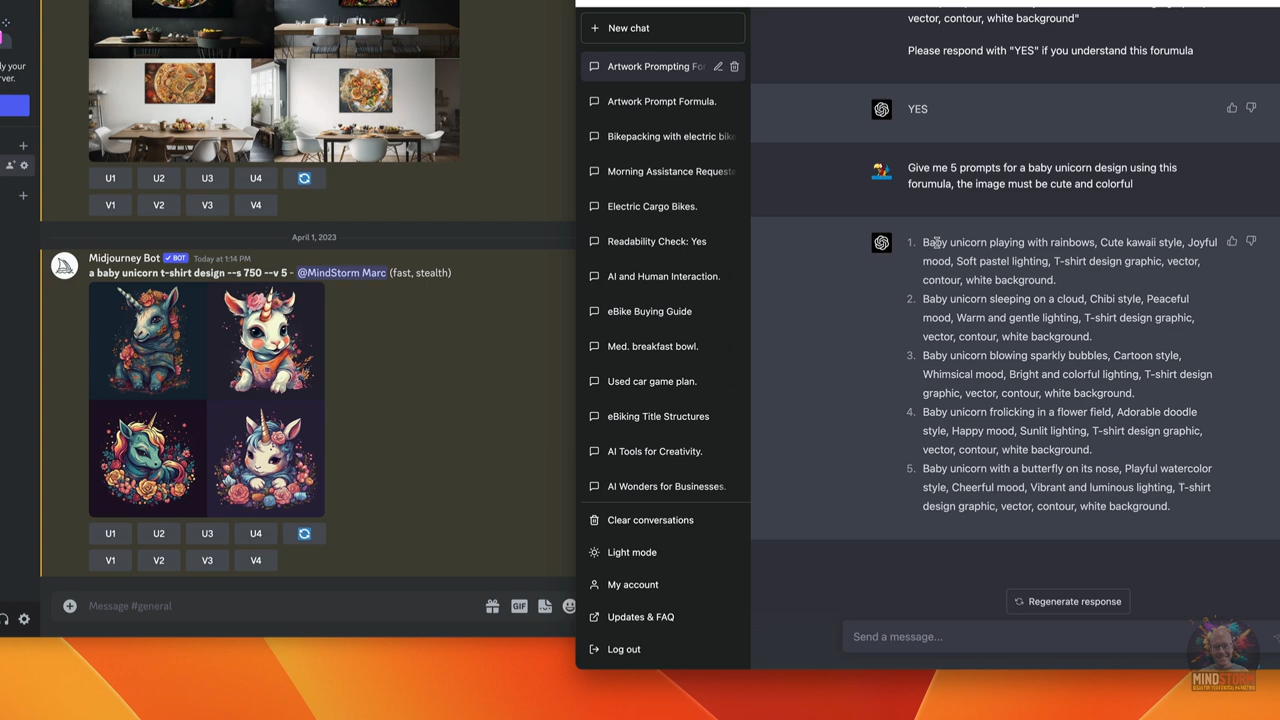 ly your
rver.
U1
U2
U3
U4
V1
V2
V3
V4
April 1, 2023
Midjourney Bot ✓ BOT Today at 1:14 PM
a baby unicorn t-shirt design --s 750 --v 5 - @MindStorm Marc (fast, stealth)
U1
U2
U3
U4
V1
V2
V3
V4
Message #general
GIF
New chat
Artwork Prompting For
Artwork Prompt Formula.
Bikepacking with electric bike
Morning Assistance Requeste
Electric Cargo Bikes.
Readability Check: Yes
AI and Human Interaction.
eBike Buying Guide
Med. breakfast bowl.
Used car game plan.
eBiking Title Structures
AI Tools for Creativity.
AI Wonders for Businesses.
Clear conversations
Light mode
My account
Updates & FAQ
Log out
vector, contour, white background"
Please respond with "YES" if you understand this forumula
YES
Give me 5 prompts for a baby unicorn design using this
forumula, the image must be cute and colorful
1. Baby unicorn playing with rainbows, Cute kawaii style, Joyful
mood, Soft pastel lighting, T-shirt design graphic, vector,
contour, white background.
2. Baby unicorn sleeping on a cloud, Chibi style, Peaceful
mood, Warm and gentle lighting, T-shirt design graphic,
vector, contour, white background.
3. Baby unicorn blowing sparkly bubbles, Cartoon style,
Whimsical mood, Bright and colorful lighting, T-shirt design
graphic, vector, contour, white background.
4. Baby unicorn frolicking in a flower field, Adorable doodle
style, Happy mood, Sunlit lighting, T-shirt design graphic,
vector, contour, white background.
5. Baby unicorn with a butterfly on its nose, Playful watercolor
style, Cheerful mood, Vibrant and luminous lighting, T-shirt
design graphic, vector, contour, white background.
Regenerate response
Send a message...
MINDSTORM